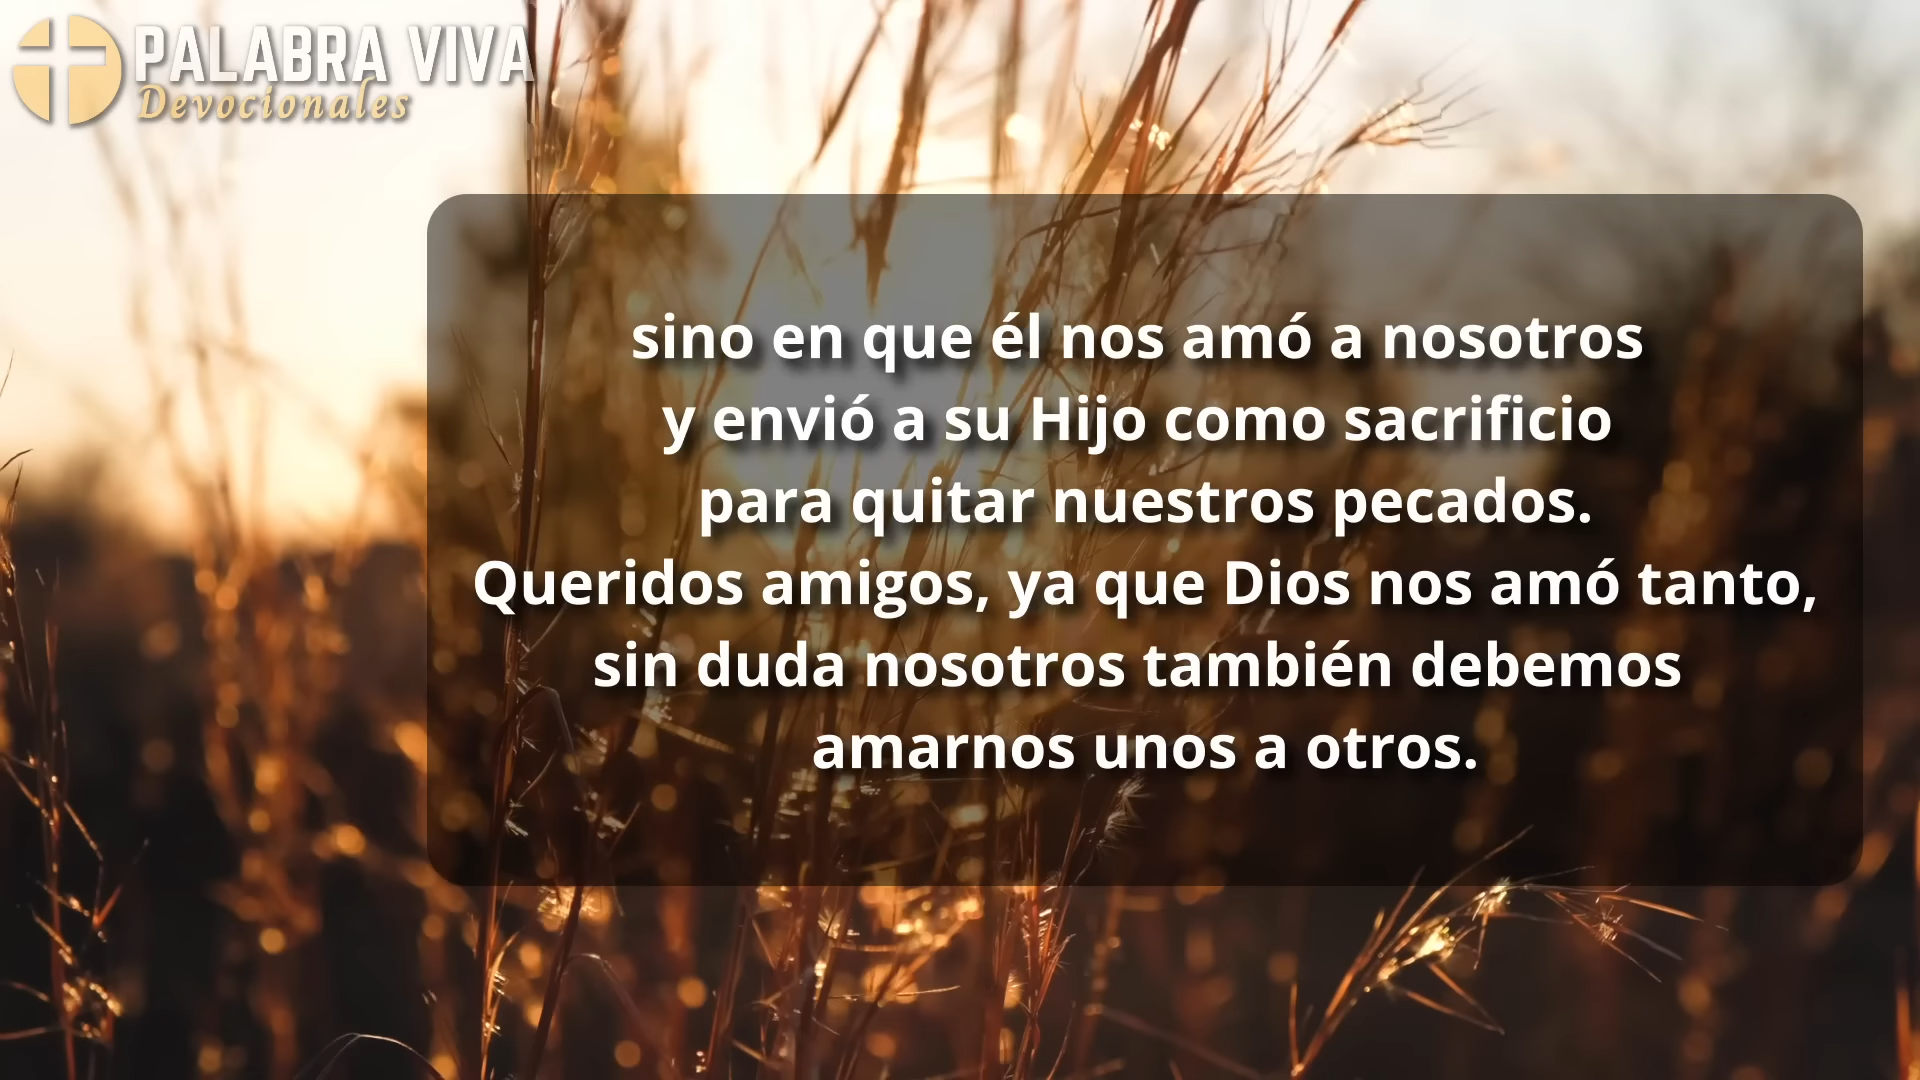 PALABRA VIVA
Devocionales
sino en que él nos amó a nosotros
y envió a su Hijo como sacrificio
para quitar nuestros pecados.
Queridos amigos, ya que Dios nos amó tanto,
sin duda nosotros también debemos
amarnos unos a otros.